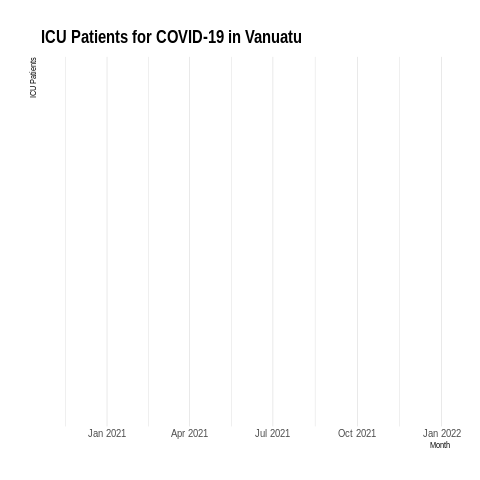 ICU Patients for COVID-19 in Vanuatu
ICU Patients
Jan 2021 Apr 2021 Jul 2021 Oct 2021 Jan 2022
Month